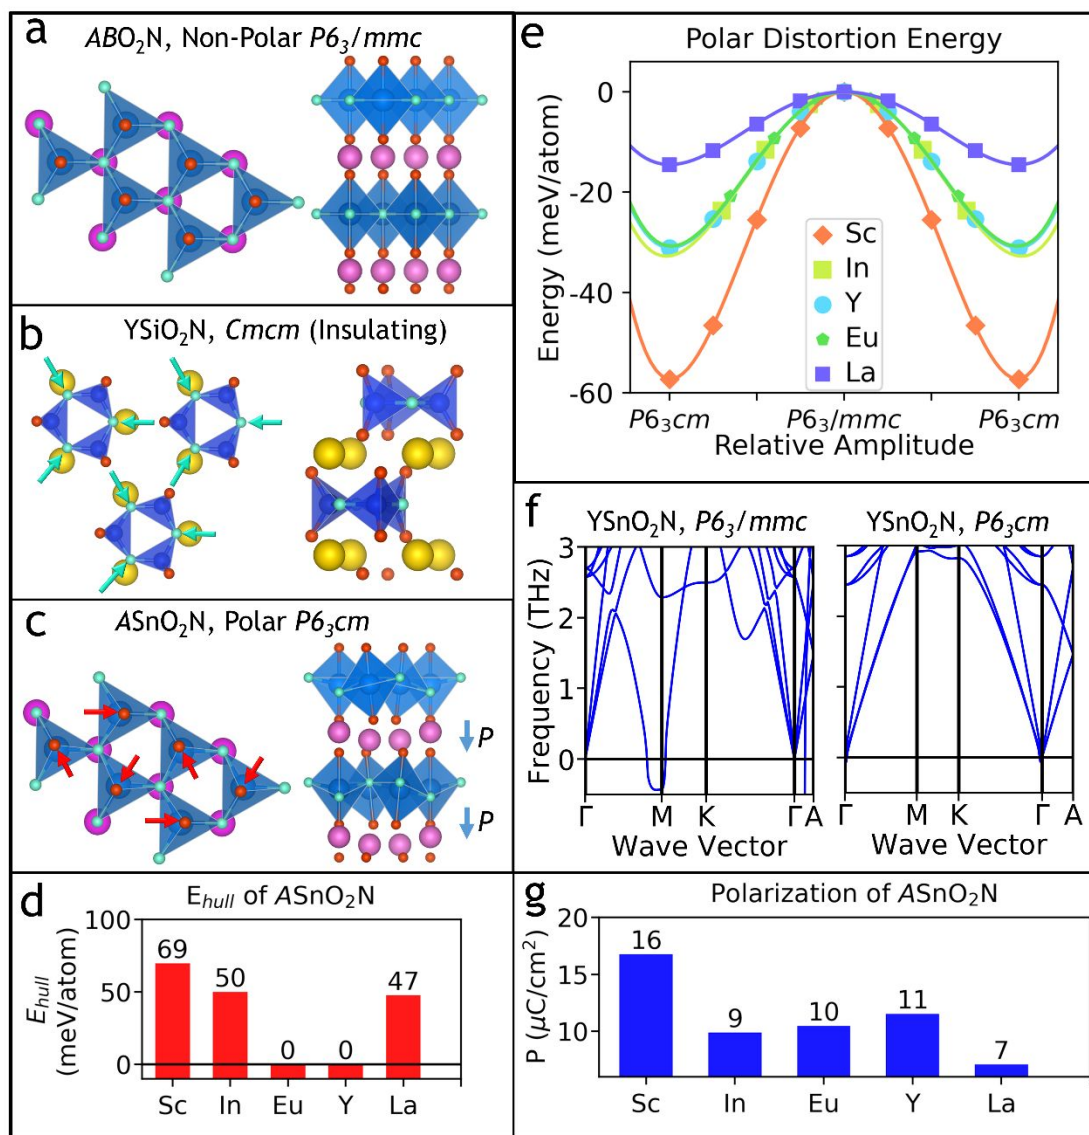 a
ABO₂N, Non-Polar P6₃/mmc
b
YSiO₂N, Cmcm (Insulating)
c
ASnO₂N, Polar P6₃cm
P
P
d
E_hull of ASnO₂N
E_hull
(meV/atom)
100
0
69
50
0
0
47
Sc In Eu Y La
e
Polar Distortion Energy
Energy (meV/atom)
0
-20
-40
-60
Sc
In
Y
Eu
La
P6₃cm P6₃/mmc P6₃cm
Relative Amplitude
f
YSnO₂N, P6₃/mmc
YSnO₂N, P6₃cm
Frequency (THz)
3
2
1
0
Γ M K Γ A
Γ M K Γ A
Wave Vector
Wave Vector
g
Polarization of ASnO₂N
P (μC/cm²)
20
15
10
16
9
10
11
7
Sc In Eu Y La